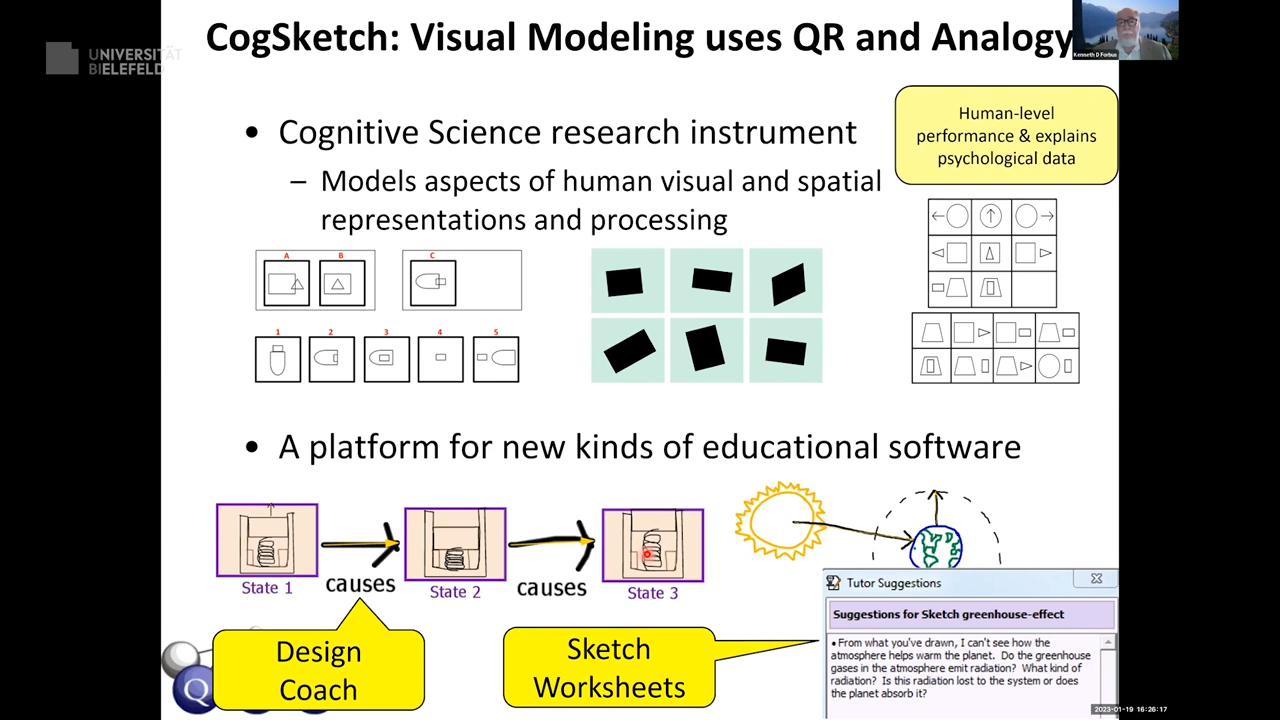 CogSketch: Visual Modeling uses QR and Analogy
UNIVERSITÄT
BIELEFELD
Kenneth D Forbus
• Cognitive Science research instrument
– Models aspects of human visual and spatial
representations and processing
Human-level
performance & explains
psychological data
A B C
1 2 3 4 5
• A platform for new kinds of educational software
State 1
causes
State 2
causes
State 3
Design
Coach
Sketch
Worksheets
Tutor Suggestions
Suggestions for Sketch greenhouse-effect
• From what you've drawn, I can't see how the
atmosphere helps warm the planet. Do the greenhouse
gases in the atmosphere emit radiation? What kind of
radiation? Is this radiation lost to the system or does
the planet absorb it?
Q
2023-01-19 16:26:17